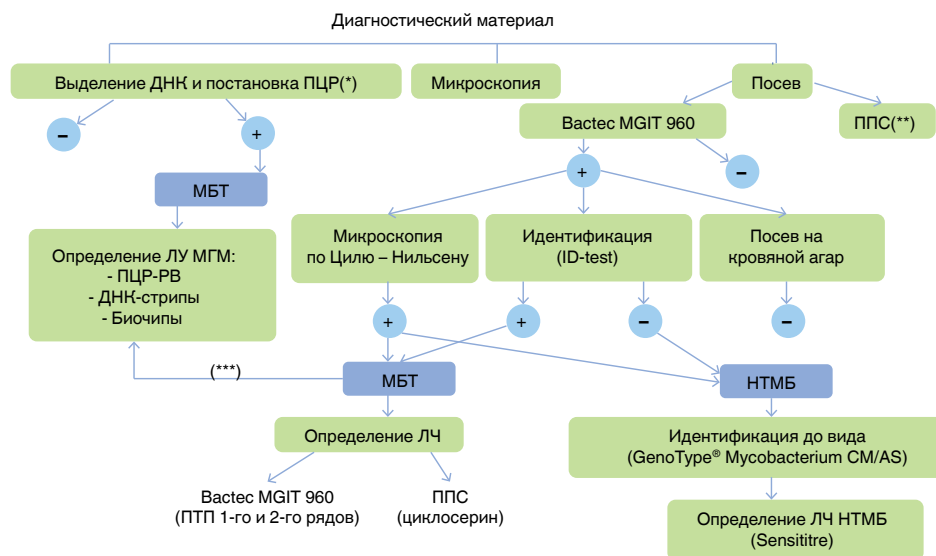 Диагностический материал
Выделение ДНК и постановка ПЦР(*)
Микроскопия
Посев
–
+
Bactec MGIT 960
ППС(**)
МБТ
+
–
Определение ЛУ МГМ:
- ПЦР-РВ
- ДНК-стрипы
- Биочипы
Микроскопия
по Цилю – Нильсену
Идентификация
(ID-test)
Посев на
кровяной агар
+
+
–
–
(***)
МБТ
НТМБ
Определение ЛЧ
Bactec MGIT 960
(ПТП 1-го и 2-го рядов)
ППС
(циклосерин)
Идентификация до вида
(GenoType® Mycobacterium CM/AS)
Определение ЛЧ НТМБ
(Sensititre)